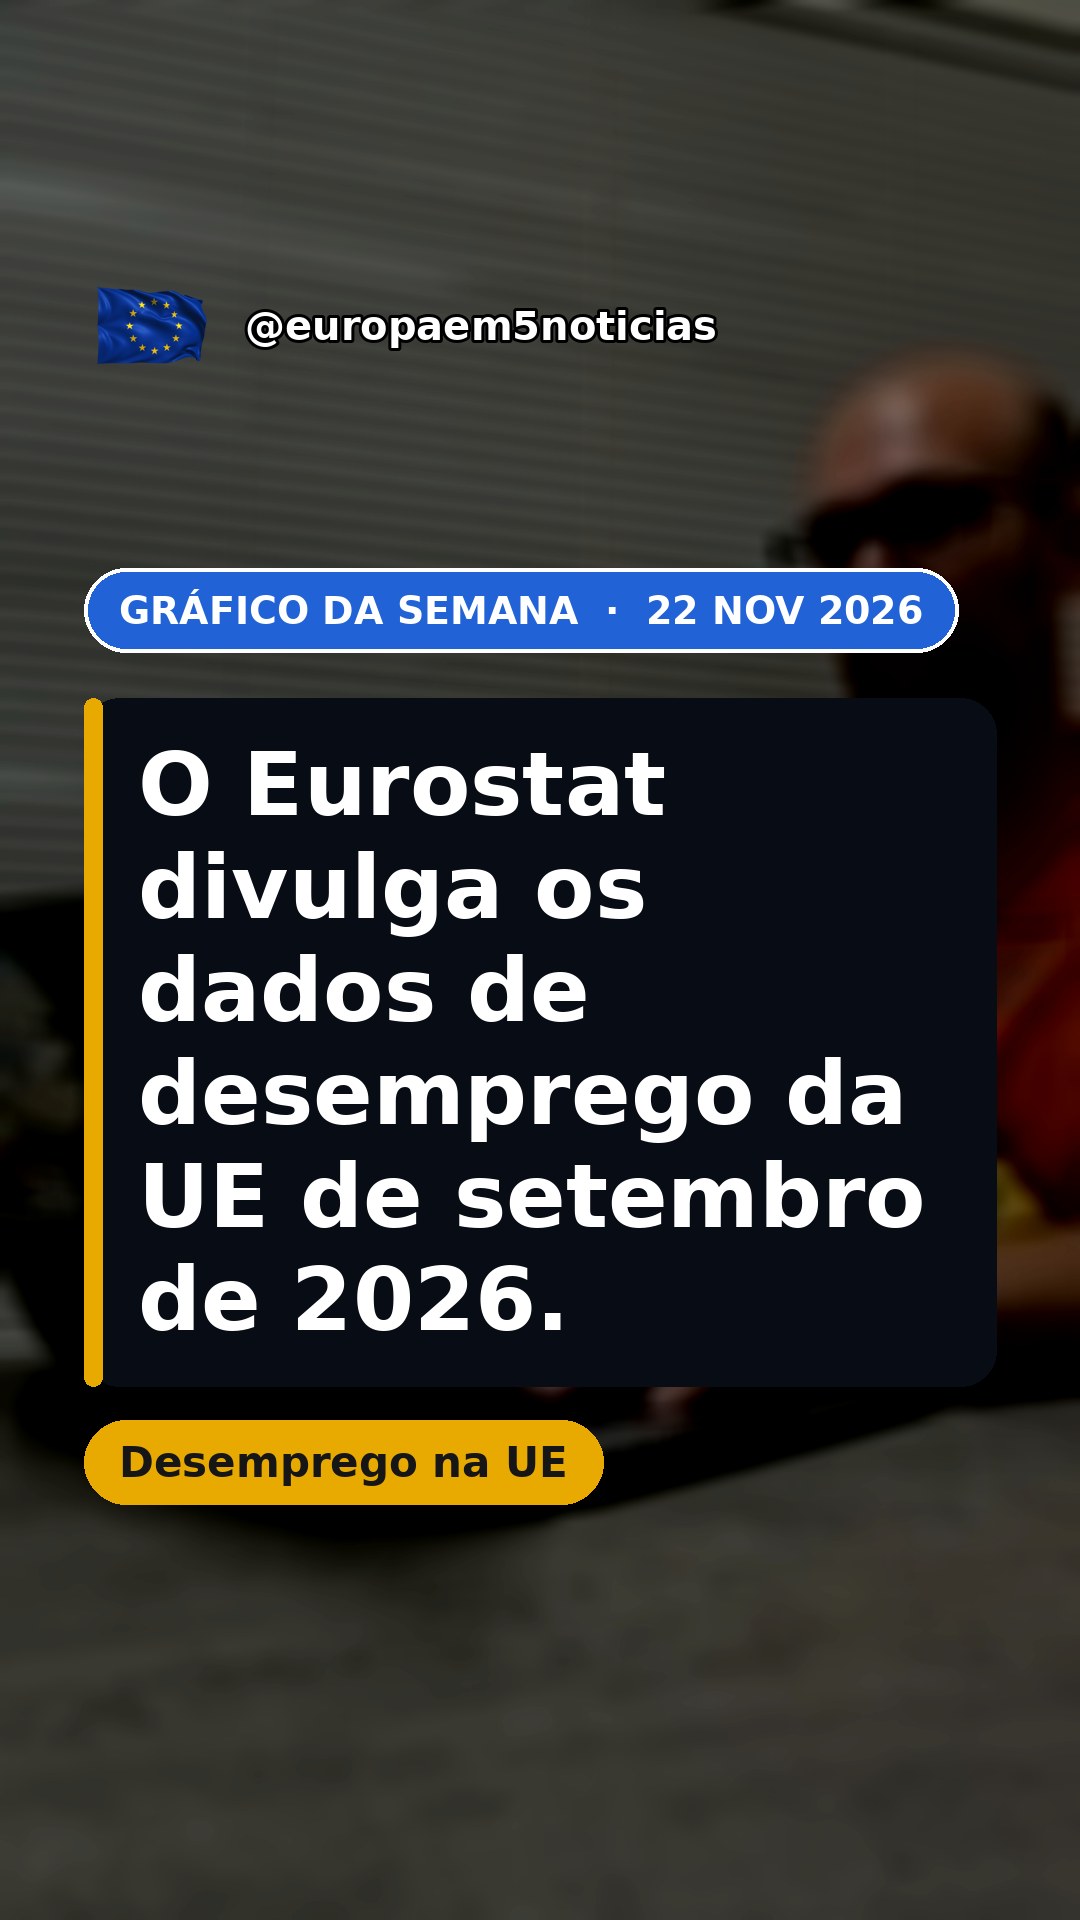 @europaem5noticias
GRÁFICO DA SEMANA · 22 NOV 2026
O Eurostat
divulga os
dados de
desemprego da
UE de setembro
de 2026.
Desemprego na UE